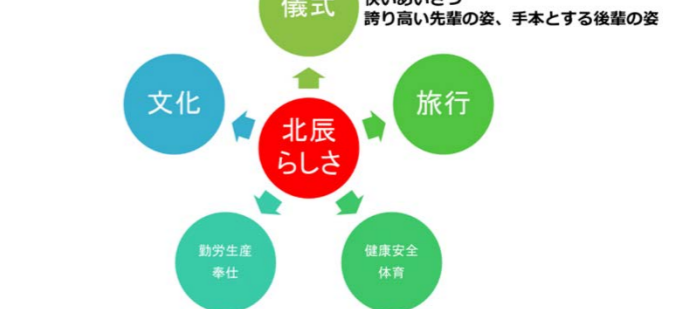 儀式
誇り高い先輩の姿、手本とする後輩の姿
文化
旅行
北辰
らしさ
勤労生産
奉仕
健康安全
体育